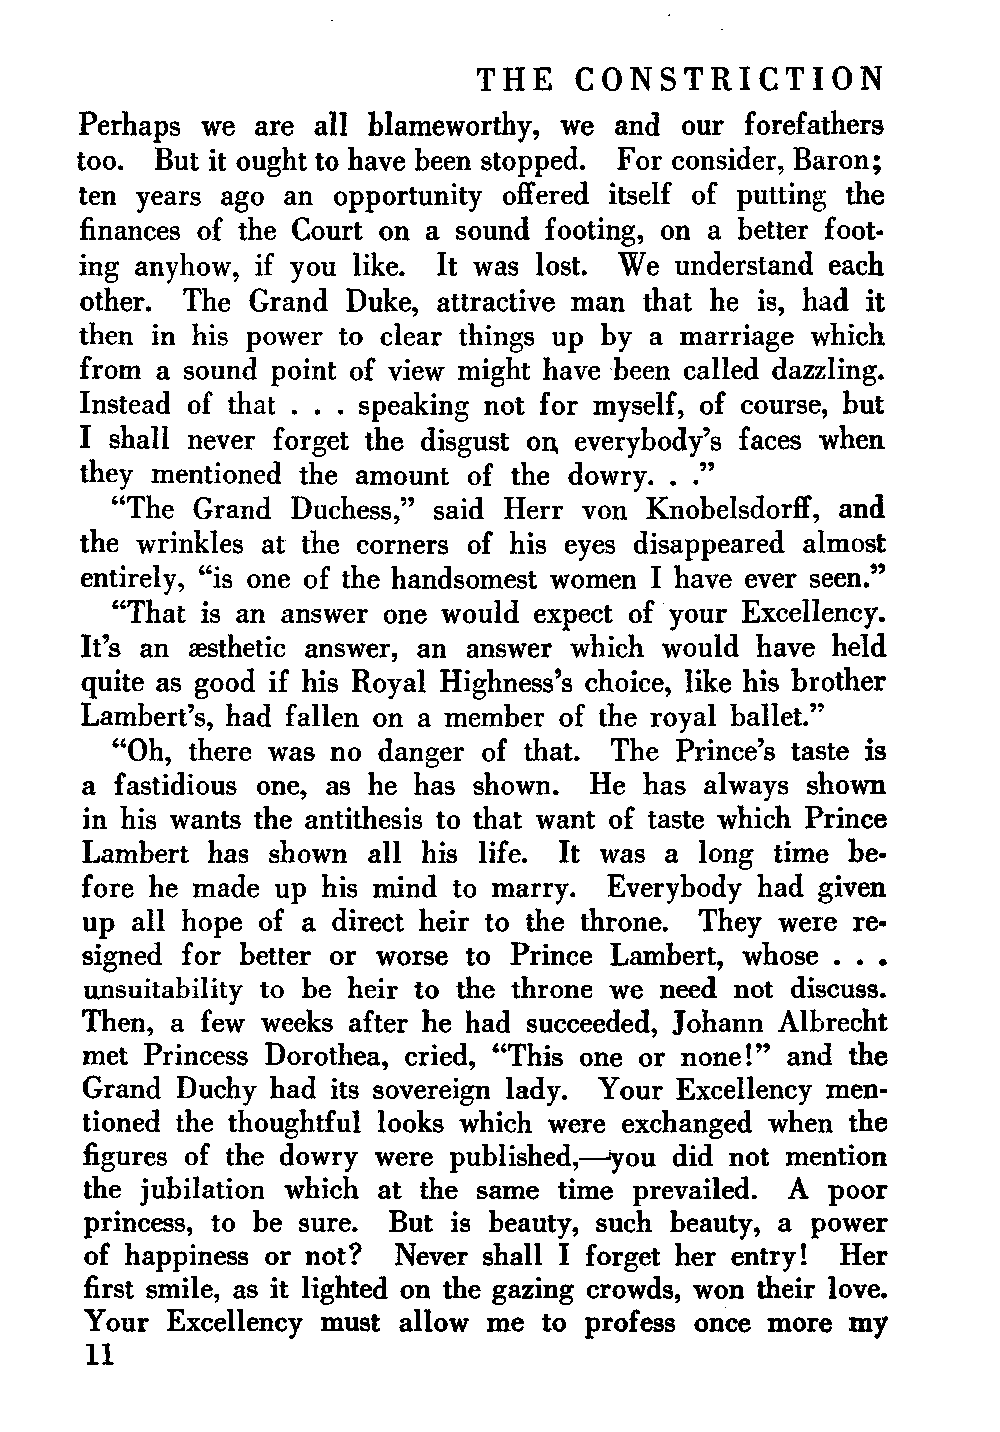 THE CONSTRICTION
Perhaps we are all blameworthy, we and our forefathers
too. But it ought to have been stopped. For consider, Baron;
ten years ago an opportunity offered itself of putting the
finances of the Court on a sound footing, on a better foot-
ing anyhow, if you like. It was lost. We understand each
other. The Grand Duke, attractive man that he is, had it
then in his power to clear things up by a marriage which
from a sound point of view might have been called dazzling.
Instead of that . . . speaking not for myself, of course, but
I shall never forget the disgust on everybody's faces when
they mentioned the amount of the dowry. . ."
"The Grand Duchess," said Herr von Knobelsdorff, and
the wrinkles at the corners of his eyes disappeared almost
entirely, "is one of the handsomest women I have ever seen."
"That is an answer one would expect of your Excellency.
It's an æsthetic answer, an answer which would have held
quite as good if his Royal Highness's choice, like his brother
Lambert's, had fallen on a member of the royal ballet."
"Oh, there was no danger of that. The Prince's taste is
a fastidious one, as he has shown. He has always shown
in his wants the antithesis to that want of taste which Prince
Lambert has shown all his life. It was a long time be-
fore he made up his mind to marry. Everybody had given
up all hope of a direct heir to the throne. They were re-
signed for better or worse to Prince Lambert, whose . . .
unsuitability to be heir to the throne we need not discuss.
Then, a few weeks after he had succeeded, Johann Albrecht
met Princess Dorothea, cried, "This one or none!" and the
Grand Duchy had its sovereign lady. Your Excellency men-
tioned the thoughtful looks which were exchanged when the
figures of the dowry were published,—you did not mention
the jubilation which at the same time prevailed. A poor
princess, to be sure. But is beauty, such beauty, a power
of happiness or not? Never shall I forget her entry! Her
first smile, as it lighted on the gazing crowds, won their love.
Your Excellency must allow me to profess once more my
11